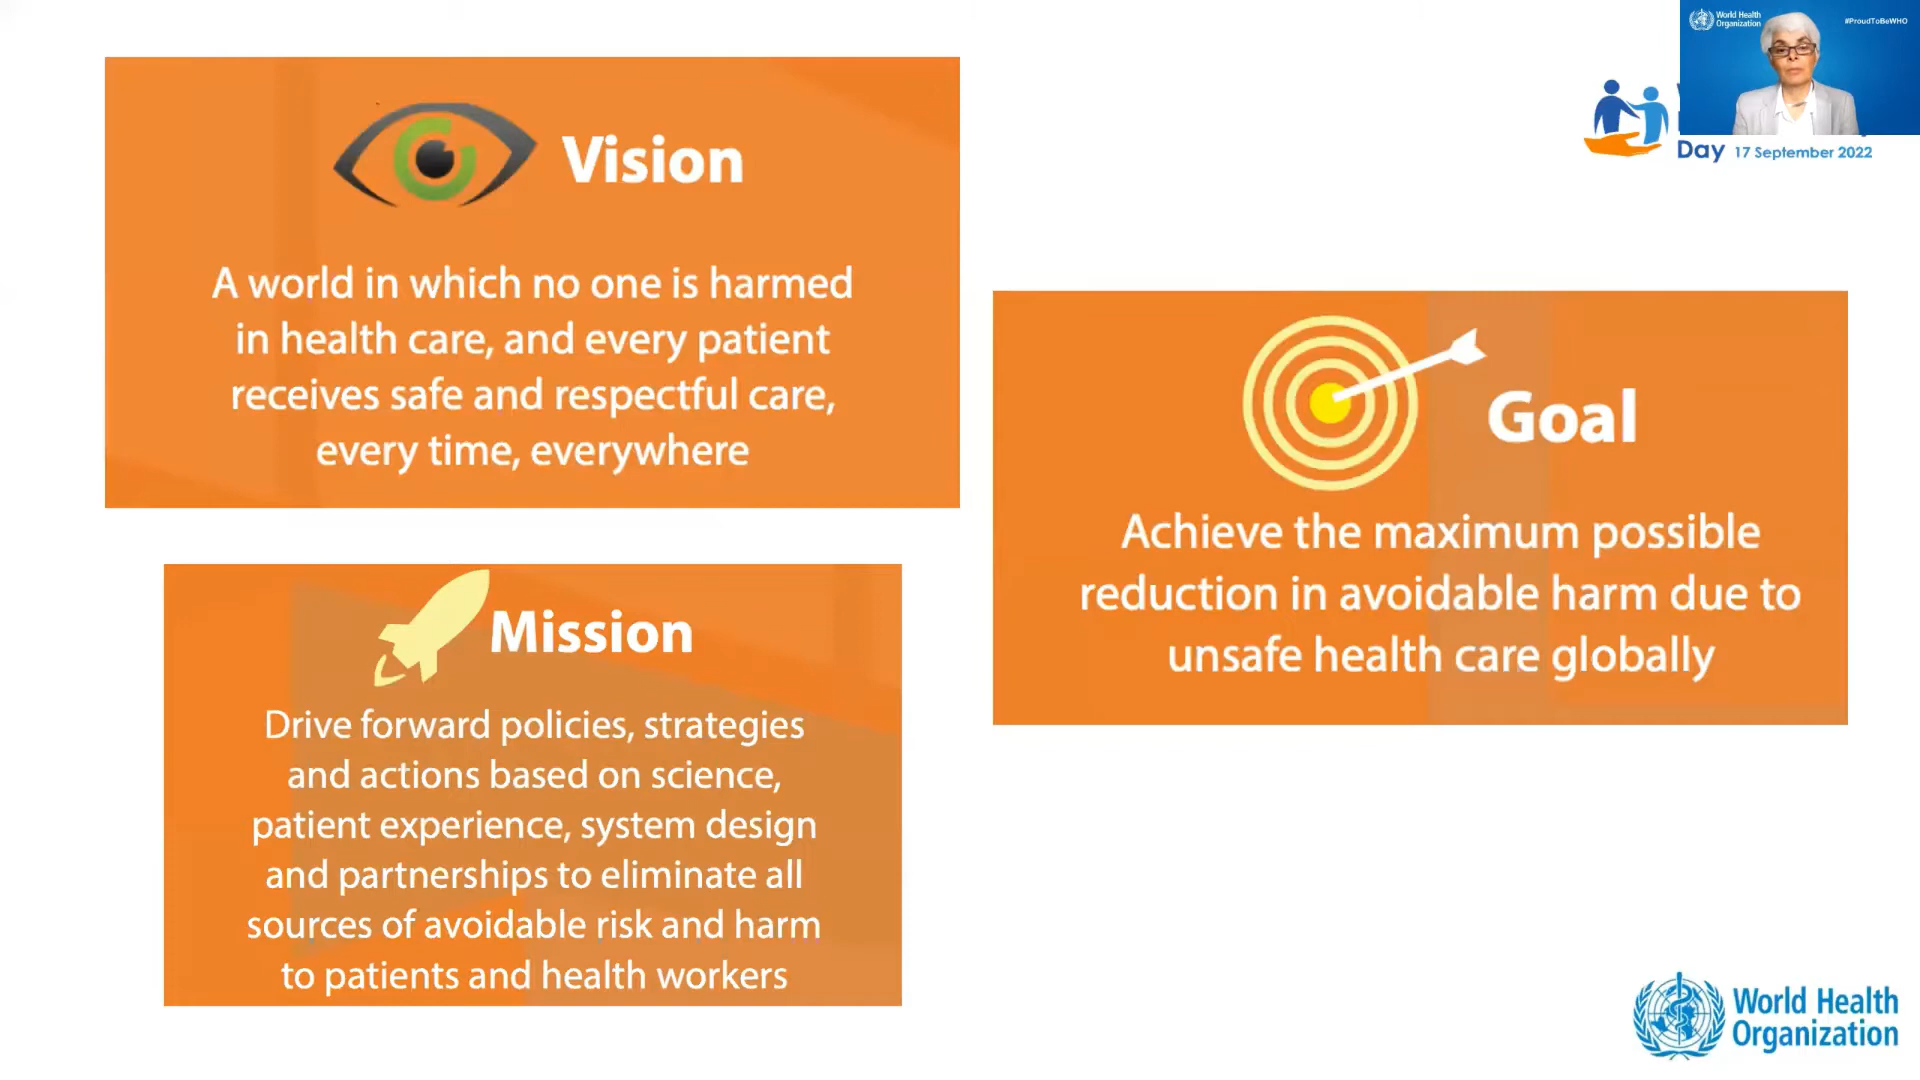 Vision
A world in which no one is harmed
in health care, and every patient
receives safe and respectful care,
every time, everywhere
Mission
Drive forward policies, strategies
and actions based on science,
patient experience, system design
and partnerships to eliminate all
sources of avoidable risk and harm
to patients and health workers
World Health
Organization
#ProudToBeWHO
Day 17 September 2022
Goal
Achieve the maximum possible
reduction in avoidable harm due to
unsafe health care globally
World Health
Organization